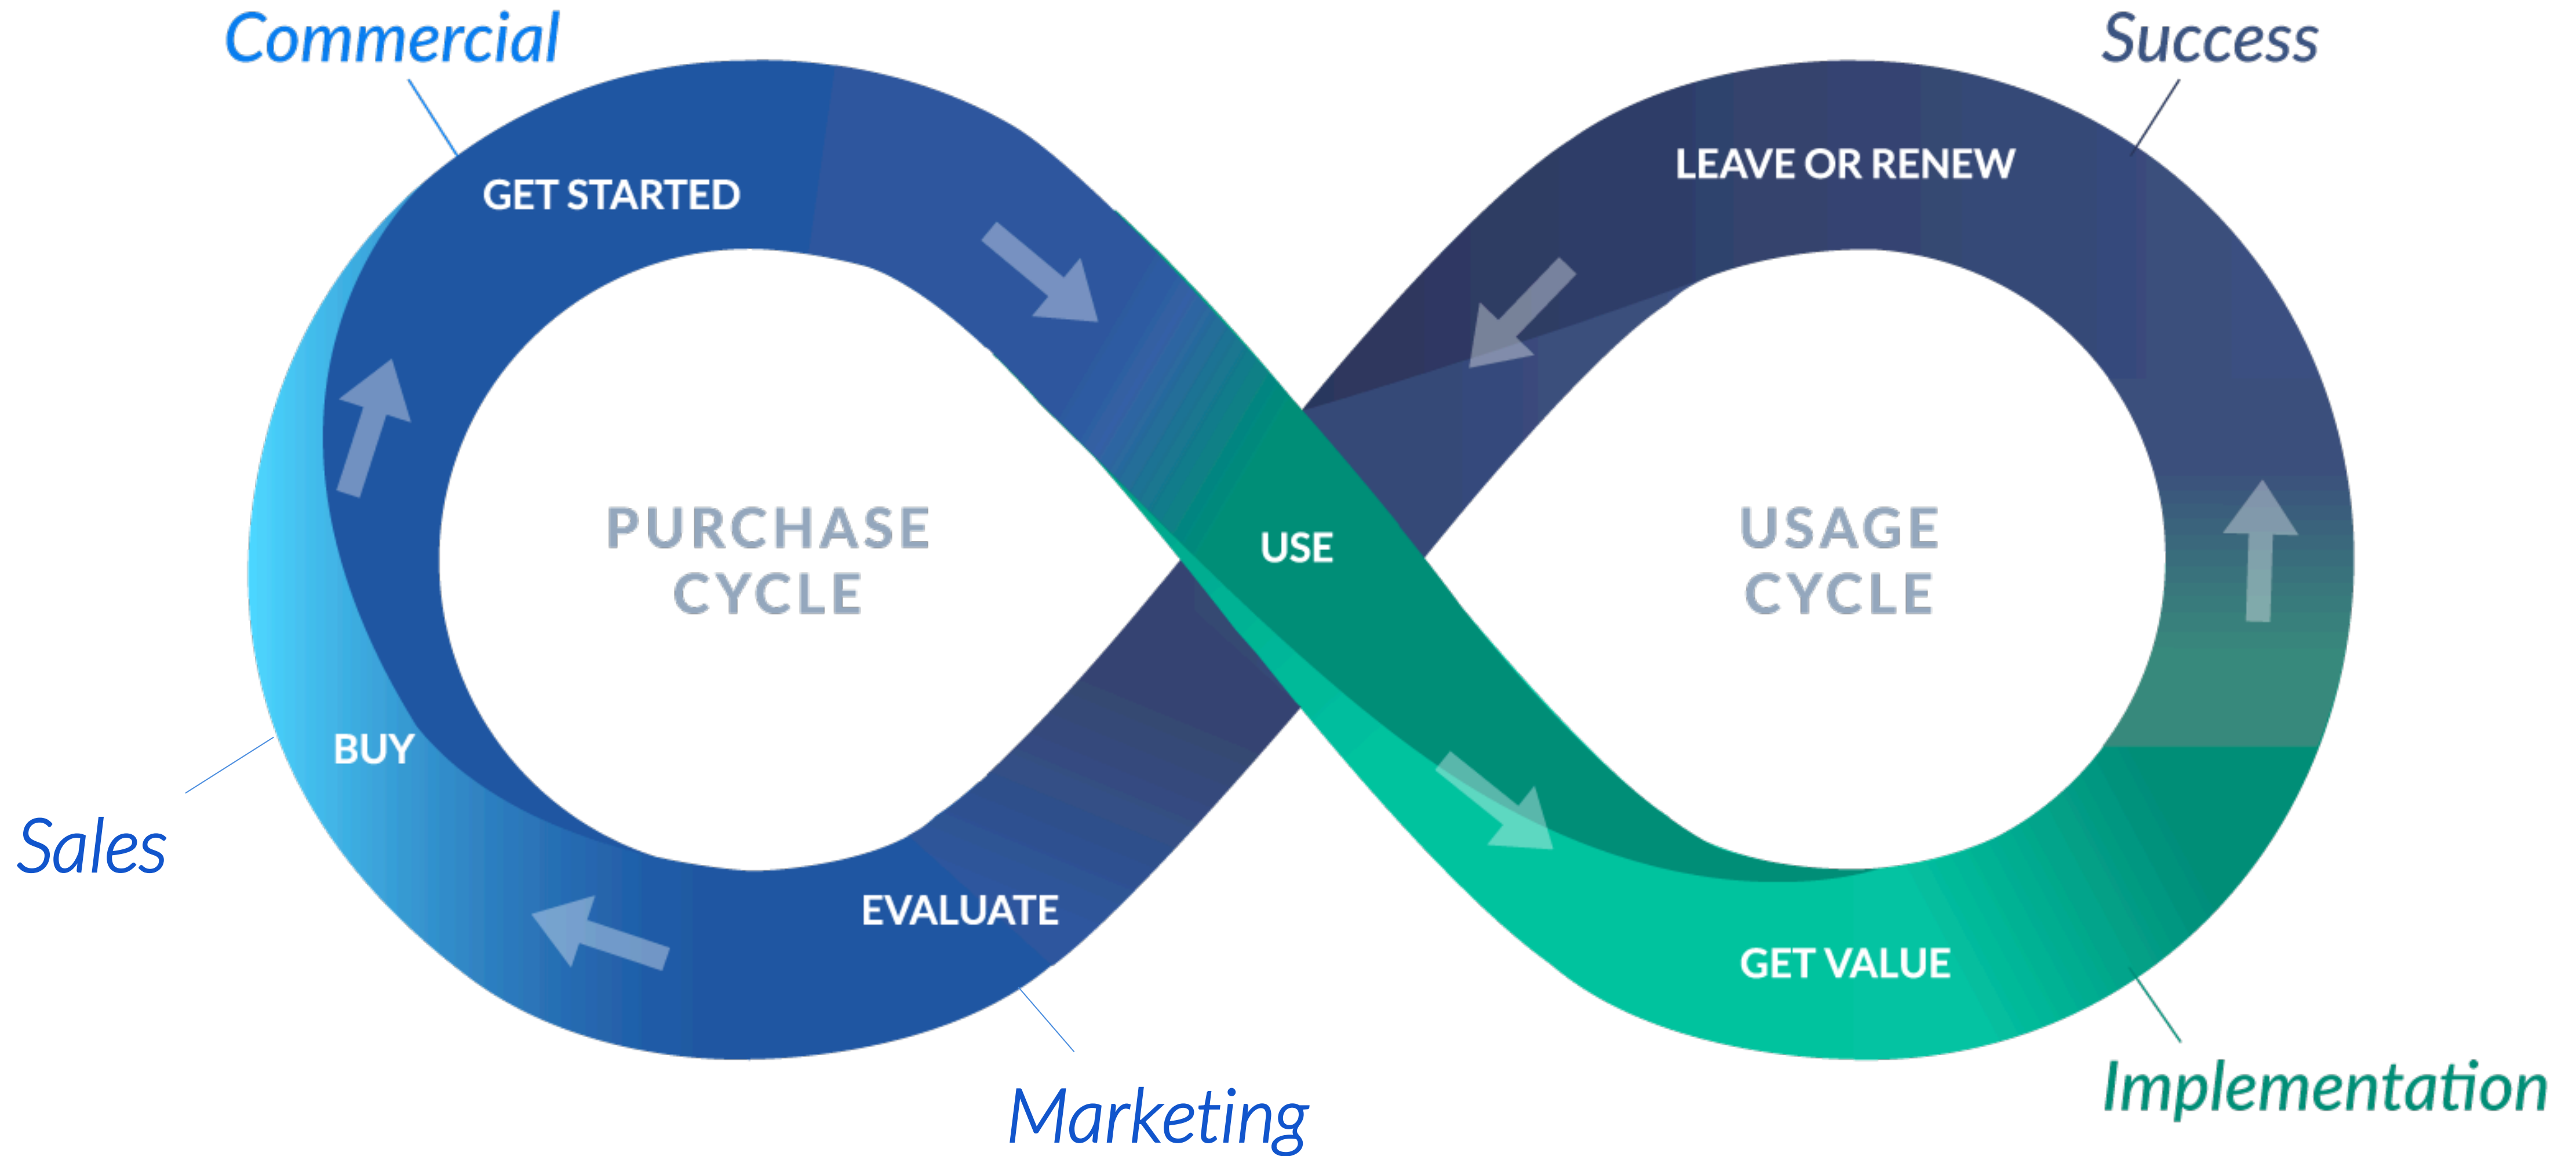 Commercial
Success
GET STARTED
LEAVE OR RENEW
PURCHASE
CYCLE
USE
USAGE
CYCLE
BUY
Sales
EVALUATE
GET VALUE
Marketing
Implementation